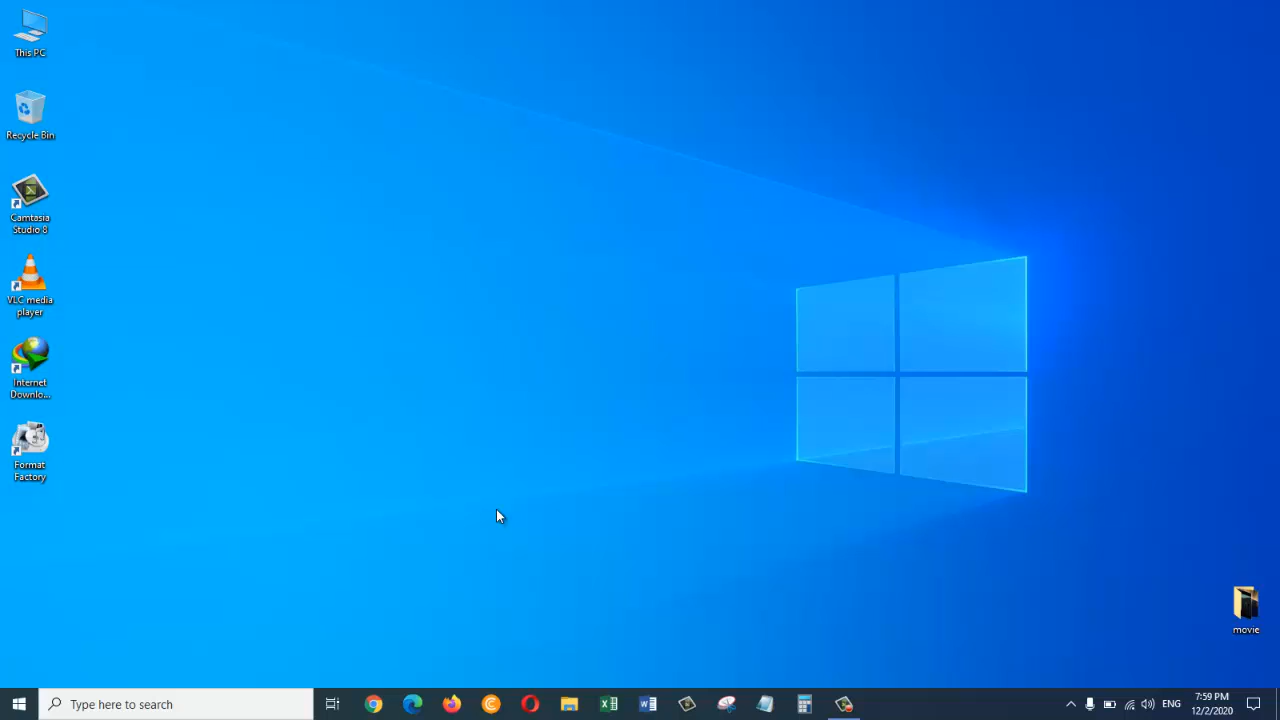 This PC
Recycle Bin
Camtasia
Studio 8
VLC media
player
Internet
Downlo...
Format
Factory
movie
Type here to search
ENG
7:59 PM
12/2/2020